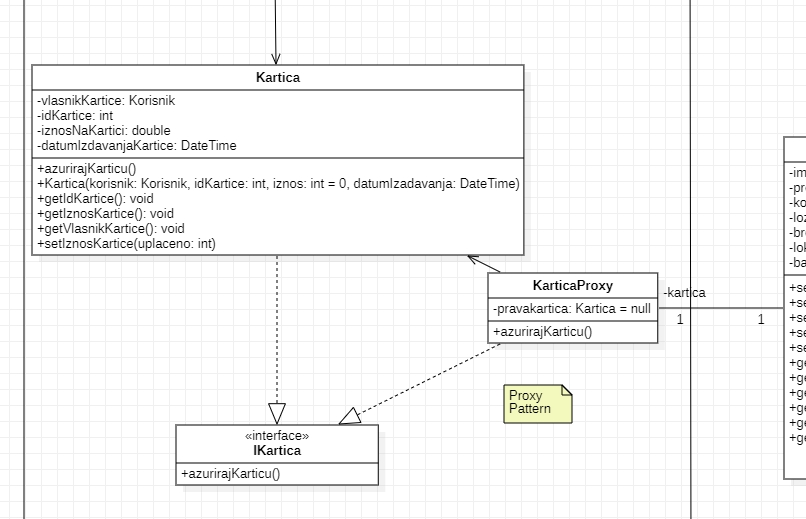 Kartica
-vlasnikKartice: Korisnik
-idKartice: int
-iznosNaKartici: double
-datumIzdavanjaKartice: DateTime
+azurirajKarticu()
+Kartica(korisnik: Korisnik, idKartice: int, iznos: int = 0, datumIzadavanja: DateTime)
+getIdKartice(): void
+getIznosKartice(): void
+getVlasnikKartice(): void
+setIznosKartice(uplaceno: int)
KarticaProxy
-pravakartica: Kartica = null
+azurirajKarticu()
-kartica
1
1
Proxy
Pattern
«interface»
IKartica
+azurirajKarticu()